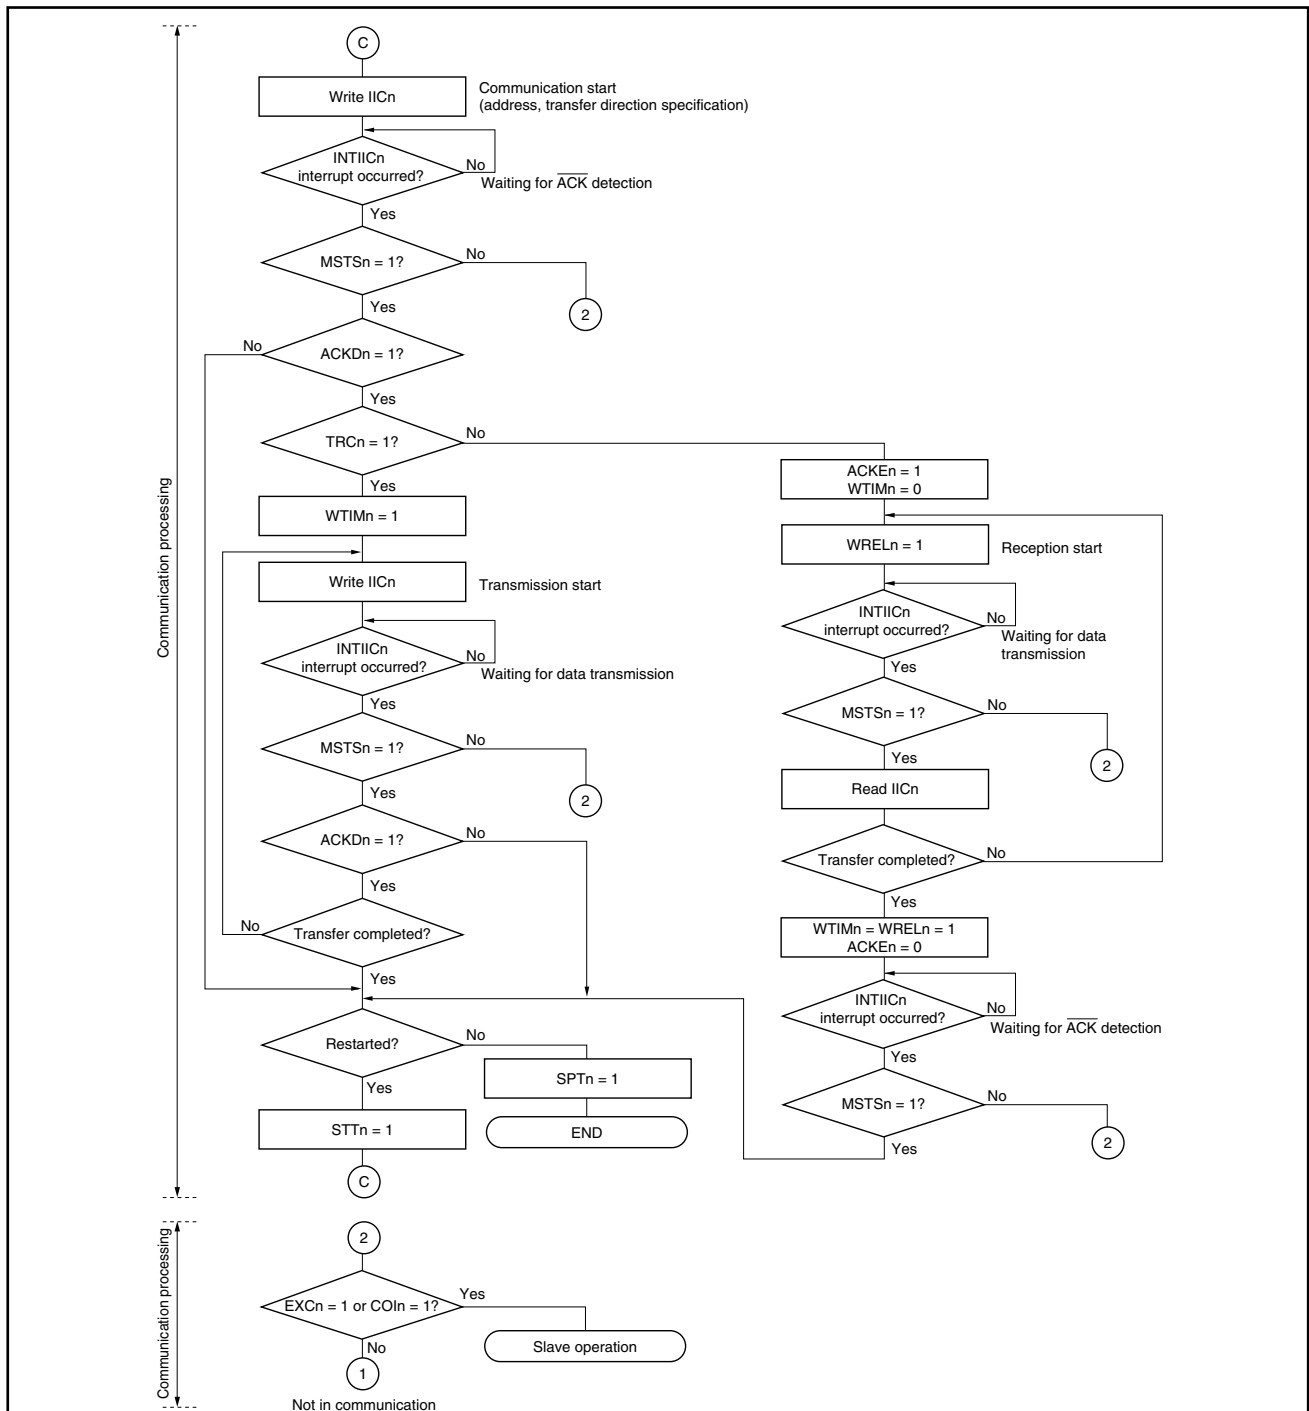 C
Write IICn
Communication start
(address, transfer direction specification)
INTIICn
interrupt occurred?
No
Waiting for ACK detection
Yes
MSTSn = 1?
No
2
Yes
ACKDn = 1?
No
Yes
TRCn = 1?
No
Yes
WTIMn = 1
Write IICn
Transmission start
INTIICn
interrupt occurred?
No
Waiting for data transmission
Yes
MSTSn = 1?
No
2
Yes
ACKDn = 1?
No
Yes
Transfer completed?
No
Yes
Restarted?
No
SPTn = 1
END
Yes
STTn = 1
C
ACKEn = 1
WTIMn = 0
WRELn = 1
Reception start
INTIICn
interrupt occurred?
No
Waiting for data
transmission
Yes
MSTSn = 1?
No
2
Yes
Read IICn
Transfer completed?
No
Yes
WTIMn = WRELn = 1
ACKEn = 0
INTIICn
interrupt occurred?
No
Waiting for ACK detection
Yes
MSTSn = 1?
No
2
Yes
Communication processing
2
EXCn = 1 or COIn = 1?
Yes
Slave operation
No
1
Not in communication
Communication processing